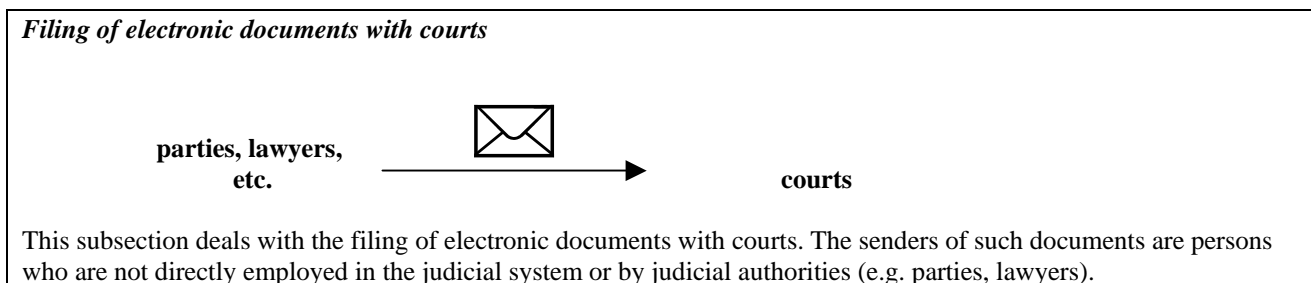 Filing of electronic documents with courts
parties, lawyers,
etc.
courts
This subsection deals with the filing of electronic documents with courts. The senders of such documents are persons
who are not directly employed in the judicial system or by judicial authorities (e.g. parties, lawyers).